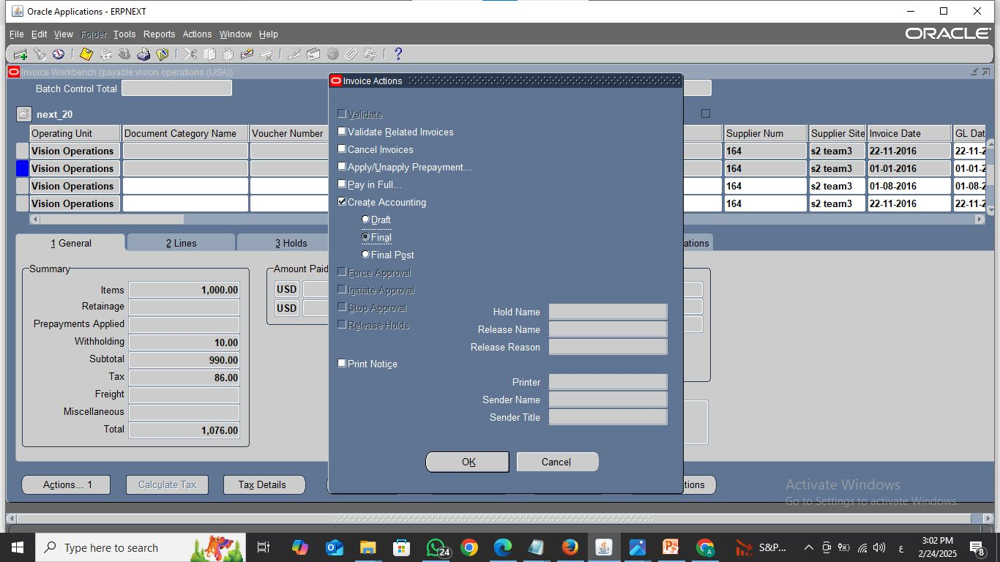 Oracle Applications - ERPNEXT
File Edit View Folder Tools Reports Actions Window Help
ORACLE
Invoice Workbench (payable vision operations (USA))
Invoice Actions
Batch Control Total
next_20
Operating Unit Document Category Name Voucher Number Supplier Num Supplier Site Invoice Date GL Dat
Vision Operations 164 s2 team3 22-11-2016 22-11-2
Vision Operations 164 s2 team3 01-01-2016 01-01-2
Vision Operations 164 s2 team3 01-08-2016 01-08-2
Vision Operations 164 s2 team3 22-11-2016 22-11-2
Validate
Validate Related Invoices
Cancel Invoices
Apply/Unapply Prepayment...
Pay in Full...
Create Accounting
Draft
Final
Final Post
Force Approval
Initiate Approval
Stop Approval
Release Holds
Hold Name
Release Name
Release Reason
Print Notice
Printer
Sender Name
Sender Title
OK Cancel
1 General 2 Lines 3 Holds ations
Summary
Items 1,000.00
Retainage
Prepayments Applied
Withholding 10.00
Subtotal 990.00
Tax 86.00
Freight
Miscellaneous
Total 1,076.00
Amount Paid
USD
USD
Actions... 1 Calculate Tax Tax Details tions
Activate Windows
Go to Settings to activate Windows.
Type here to search
24
S&P...
ع
3:02 PM
2/24/2025
8